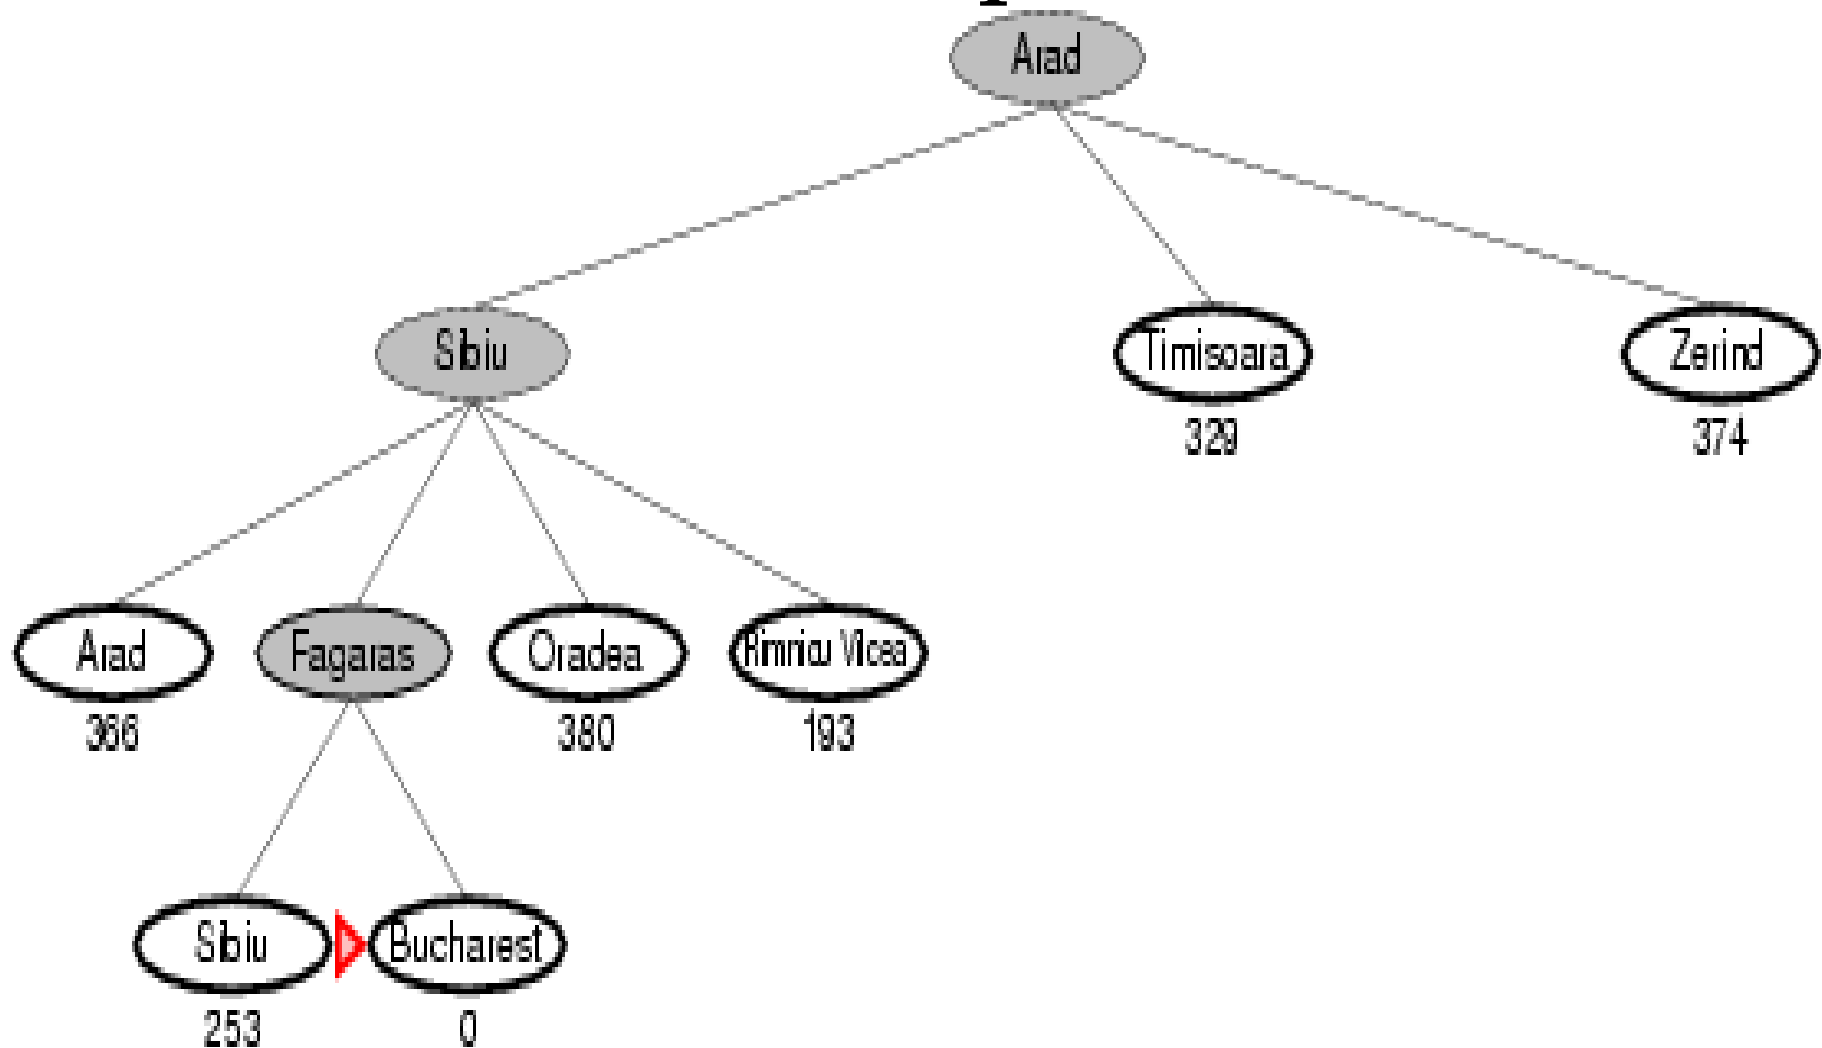 Arad
Sibiu
Timisoara
Zerind
329
374
Arad
Fagaras
Oradea
Rimnicu Vilcea
366
380
193
Sibiu
Bucharest
253
0